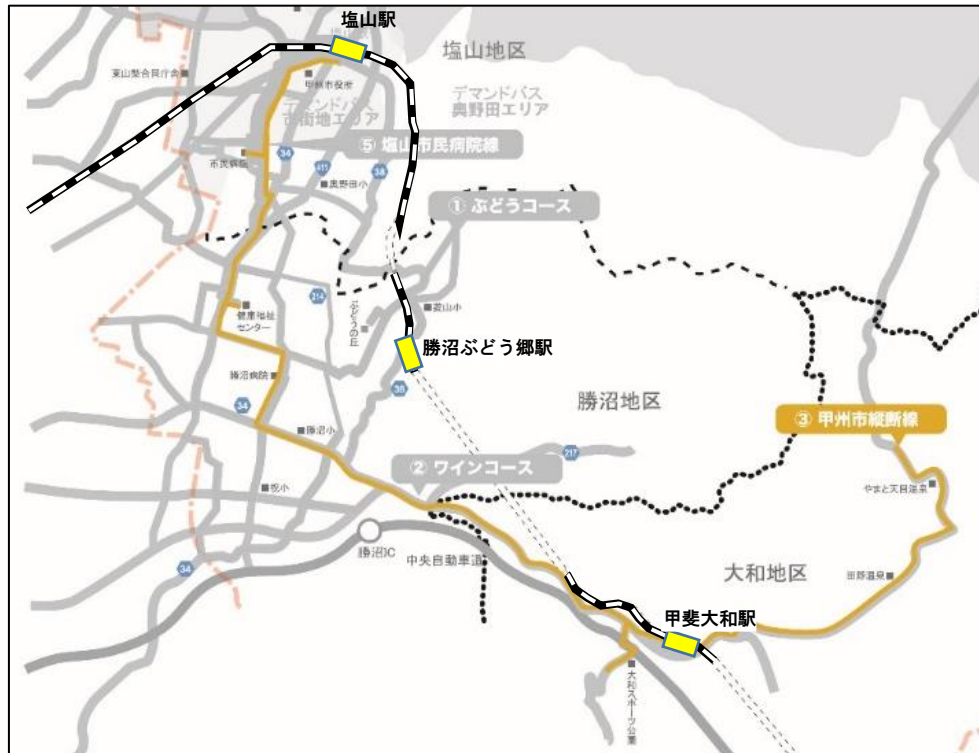 塩山駅
塩山地区
東山梨合同庁舎
甲州市役所
デマンドバス
市街地エリア
デマンドバス
奥野田エリア
⑤ 塩山市民病院線
市民病院
34
411
38
奥野田小
① ぶどうコース
214
菱山小
ぶどうの丘
健康福祉
センター
勝沼ぶどう郷駅
勝沼病院
38
勝沼地区
34
勝沼小
③ 甲州市縦断線
② ワインコース
217
やまと天目温泉
祝小
勝沼IC
中央自動車道
34
大和地区
田野温泉
甲斐大和駅
大和スポーツ公園